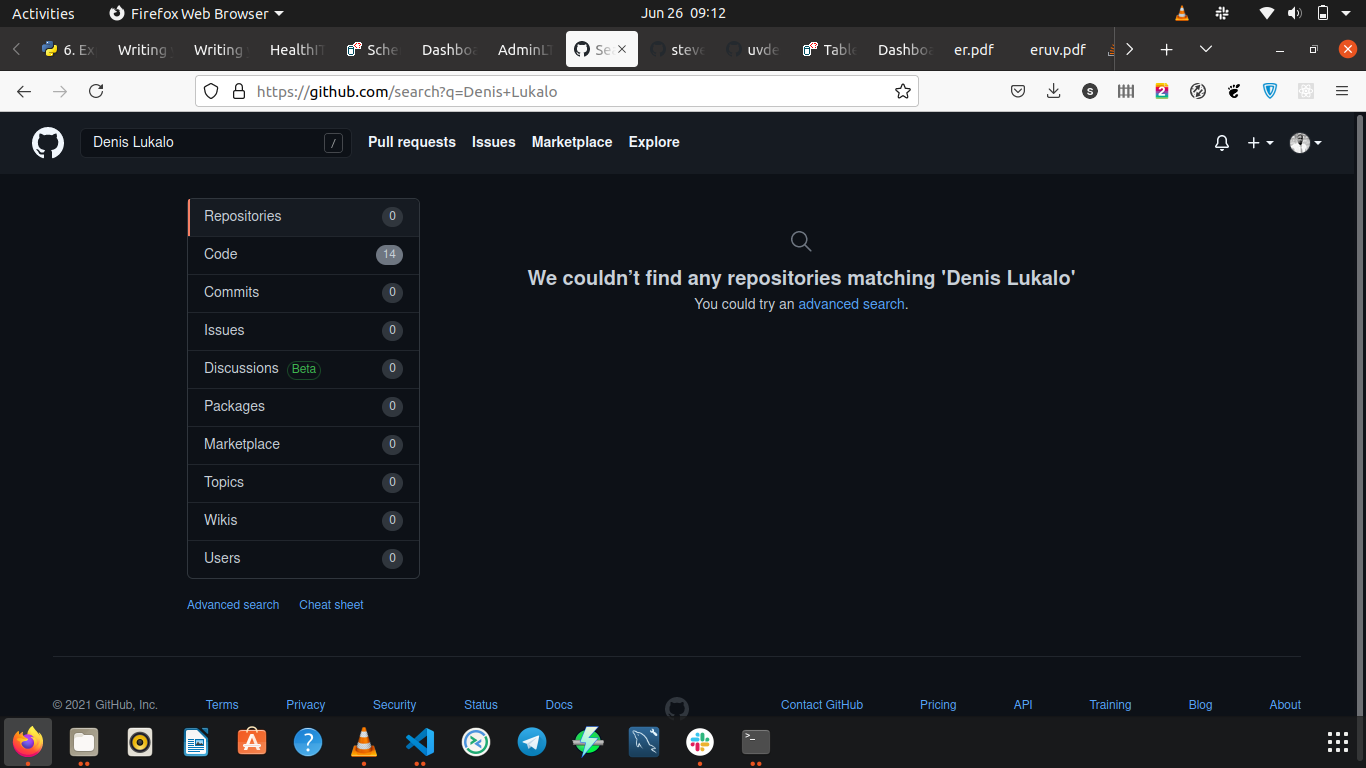 Activities Firefox Web Browser Jun 26 09:12
6. Ex Writing Writing HealthIT Sche Dashboa AdminLT Sea steve uvde Table Dashboa er.pdf eruv.pdf
https://github.com/search?q=Denis+Lukalo
Denis Lukalo / Pull requests Issues Marketplace Explore
Repositories 0
Code 14
Commits 0
Issues 0
Discussions Beta 0
Packages 0
Marketplace 0
Topics 0
Wikis 0
Users 0
Advanced search Cheat sheet
We couldn’t find any repositories matching 'Denis Lukalo'
You could try an advanced search.
© 2021 GitHub, Inc. Terms Privacy Security Status Docs Contact GitHub Pricing API Training Blog About